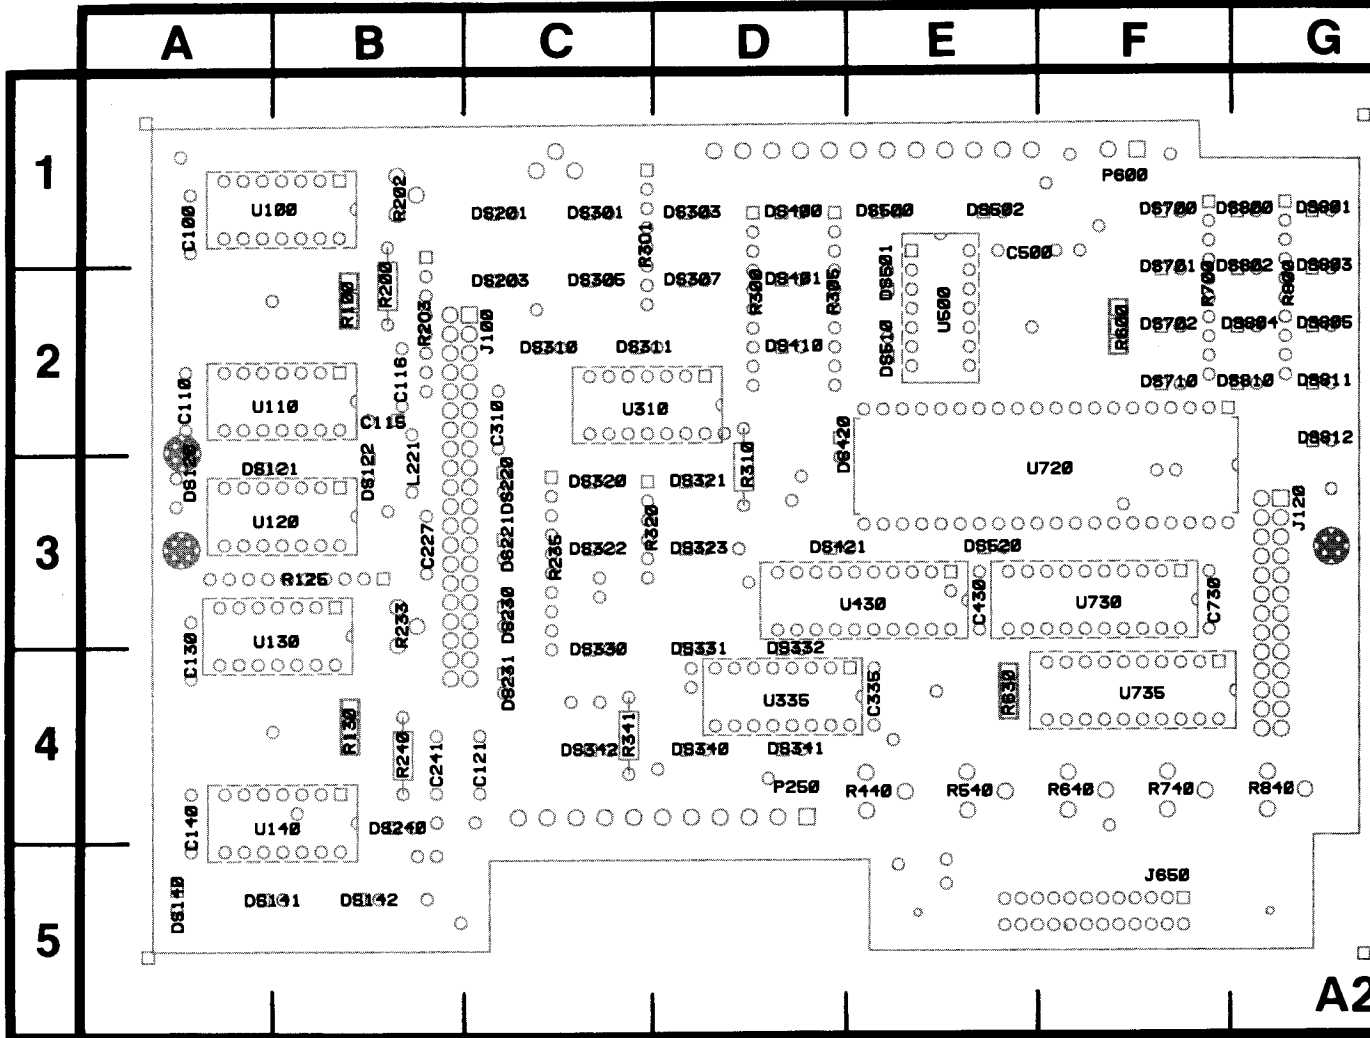 A B C D E F G
1
P600
U100 R202 DS201 DS301 DS303 DS400 DS500 DS502 DS700 DS800 DS801
C100 R301 C500
DS203 DS305 DS307 DS401 DS501 DS701 DS802 DS803
R100 R200 R300 R305 R700 R800
R203 U500 R600 DS702 DS804 DS805
2
J100 DS310 DS311 DS410 DS510
C110 C116 DS710 DS810 DS811
U110 U310
C115 C310 DS420 DS812
DS120 DS121 DS122 L221 R310 U720
DS220 DS320 DS321
U120 J120
3
C227 DS221 R235 DS322 R320 DS323 DS421 DS520
R125
DS230 U430 C430 U730 C730
U130 R233
C130 DS330 DS331 DS332
DS231 U335 C335 R630 U735
4
R130 R240 C241 C121 DS342 R341 DS340 DS341
P250 R440 R540 R640 R740 R840
C140 U140 DS240
J650
DS140 DS141 DS142
5
A2